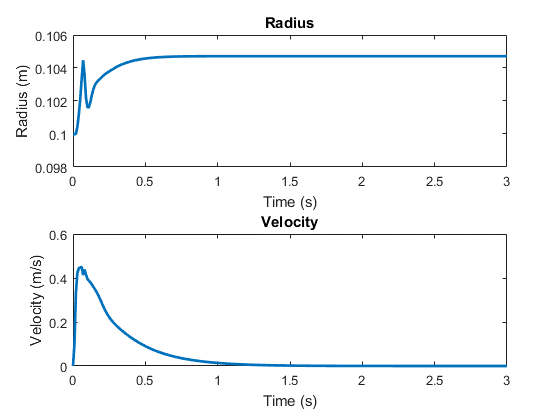 Radius
0.106
0.104
0.102
0.1
0.098
Radius (m)
0 0.5 1 1.5 2 2.5 3
Time (s)
Velocity
0.6
0.4
0.2
0
Velocity (m/s)
0 0.5 1 1.5 2 2.5 3
Time (s)